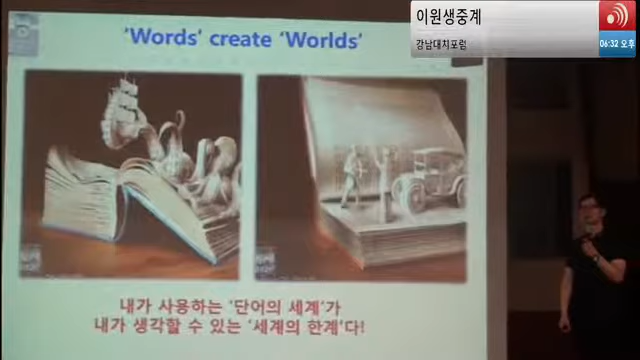 이원생중계
강남대치포럼
06:32 오후
'Words' create 'Worlds'
내가 사용하는 '단어의 세계'가
내가 생각할 수 있는 '세계의 한계'다!